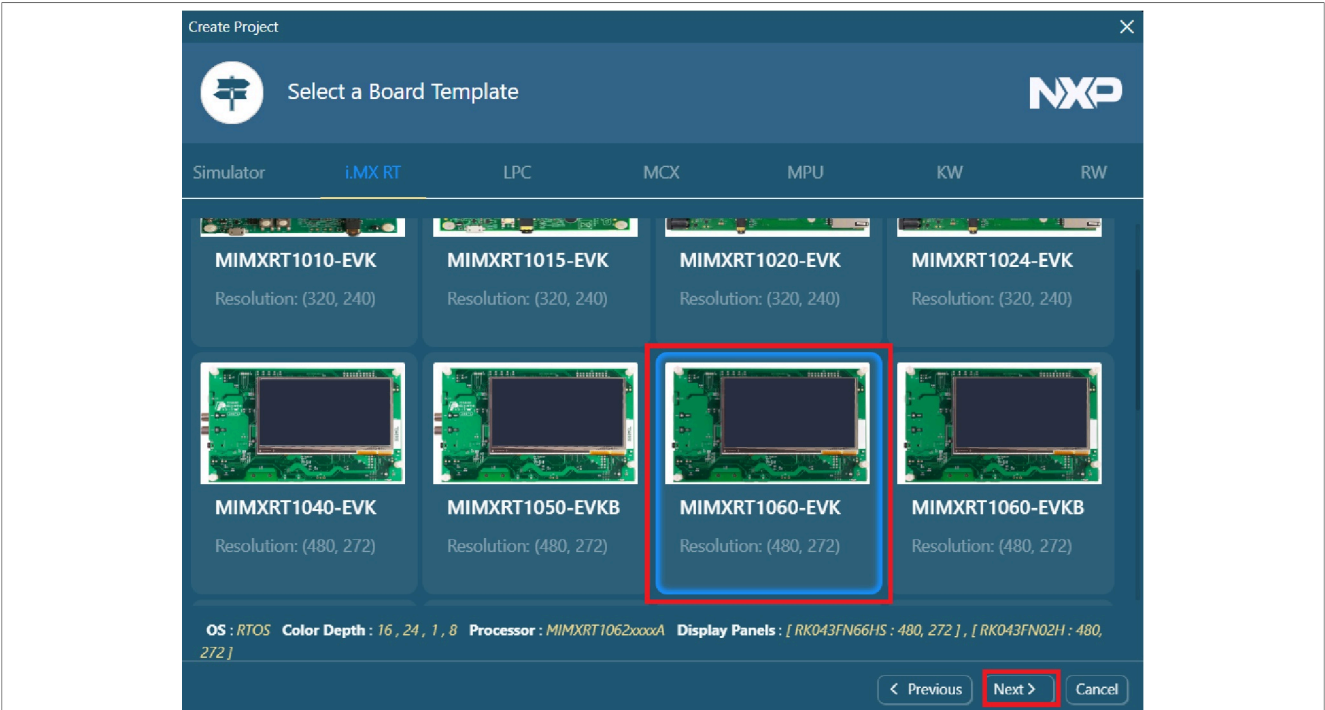 Create Project
Select a Board Template
NXP
Simulator i.MX RT LPC MCX MPU KW RW
MIMXRT1010-EVK MIMXRT1015-EVK MIMXRT1020-EVK MIMXRT1024-EVK
Resolution: (320, 240) Resolution: (320, 240) Resolution: (320, 240) Resolution: (320, 240)
MIMXRT1040-EVK MIMXRT1050-EVKB MIMXRT1060-EVK MIMXRT1060-EVKB
Resolution: (480, 272) Resolution: (480, 272) Resolution: (480, 272) Resolution: (480, 272)
OS : RTOS Color Depth : 16 , 24 , 1 , 8 Processor : MIMXRT1062xxxxA Display Panels : [ RK043FN66HS : 480, 272 ] , [ RK043FN02H : 480,
272 ]
< Previous Next > Cancel